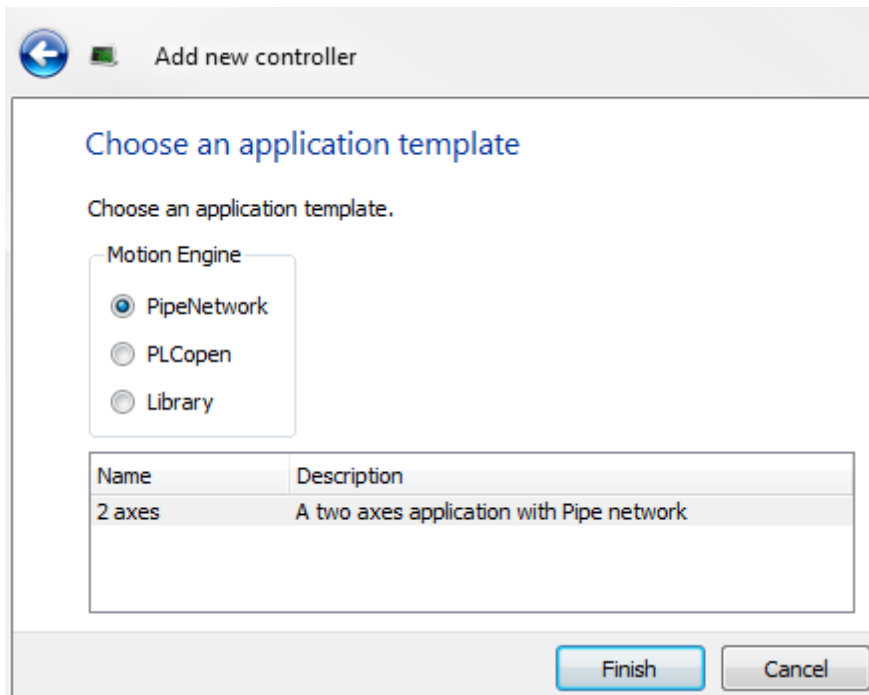 Add new controller
Choose an application template
Choose an application template.
Motion Engine
PipeNetwork
PLCopen
Library
Name Description
2 axes A two axes application with Pipe network
Finish Cancel